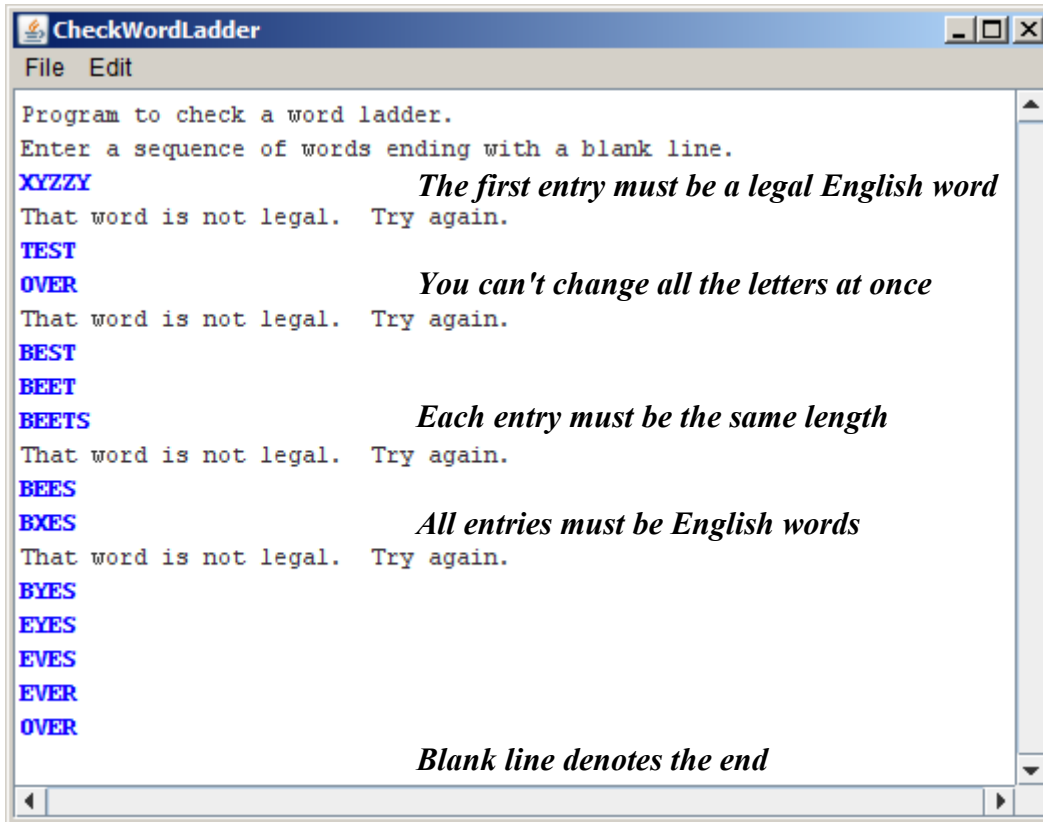 CheckWordLadder
File Edit
Program to check a word ladder.
Enter a sequence of words ending with a blank line.
XYZZY The first entry must be a legal English word
That word is not legal. Try again.
TEST
OVER You can't change all the letters at once
That word is not legal. Try again.
BEST
BEET
BEETS Each entry must be the same length
That word is not legal. Try again.
BEES
BXES All entries must be English words
That word is not legal. Try again.
BYES
EYES
EVES
EVER
OVER
Blank line denotes the end